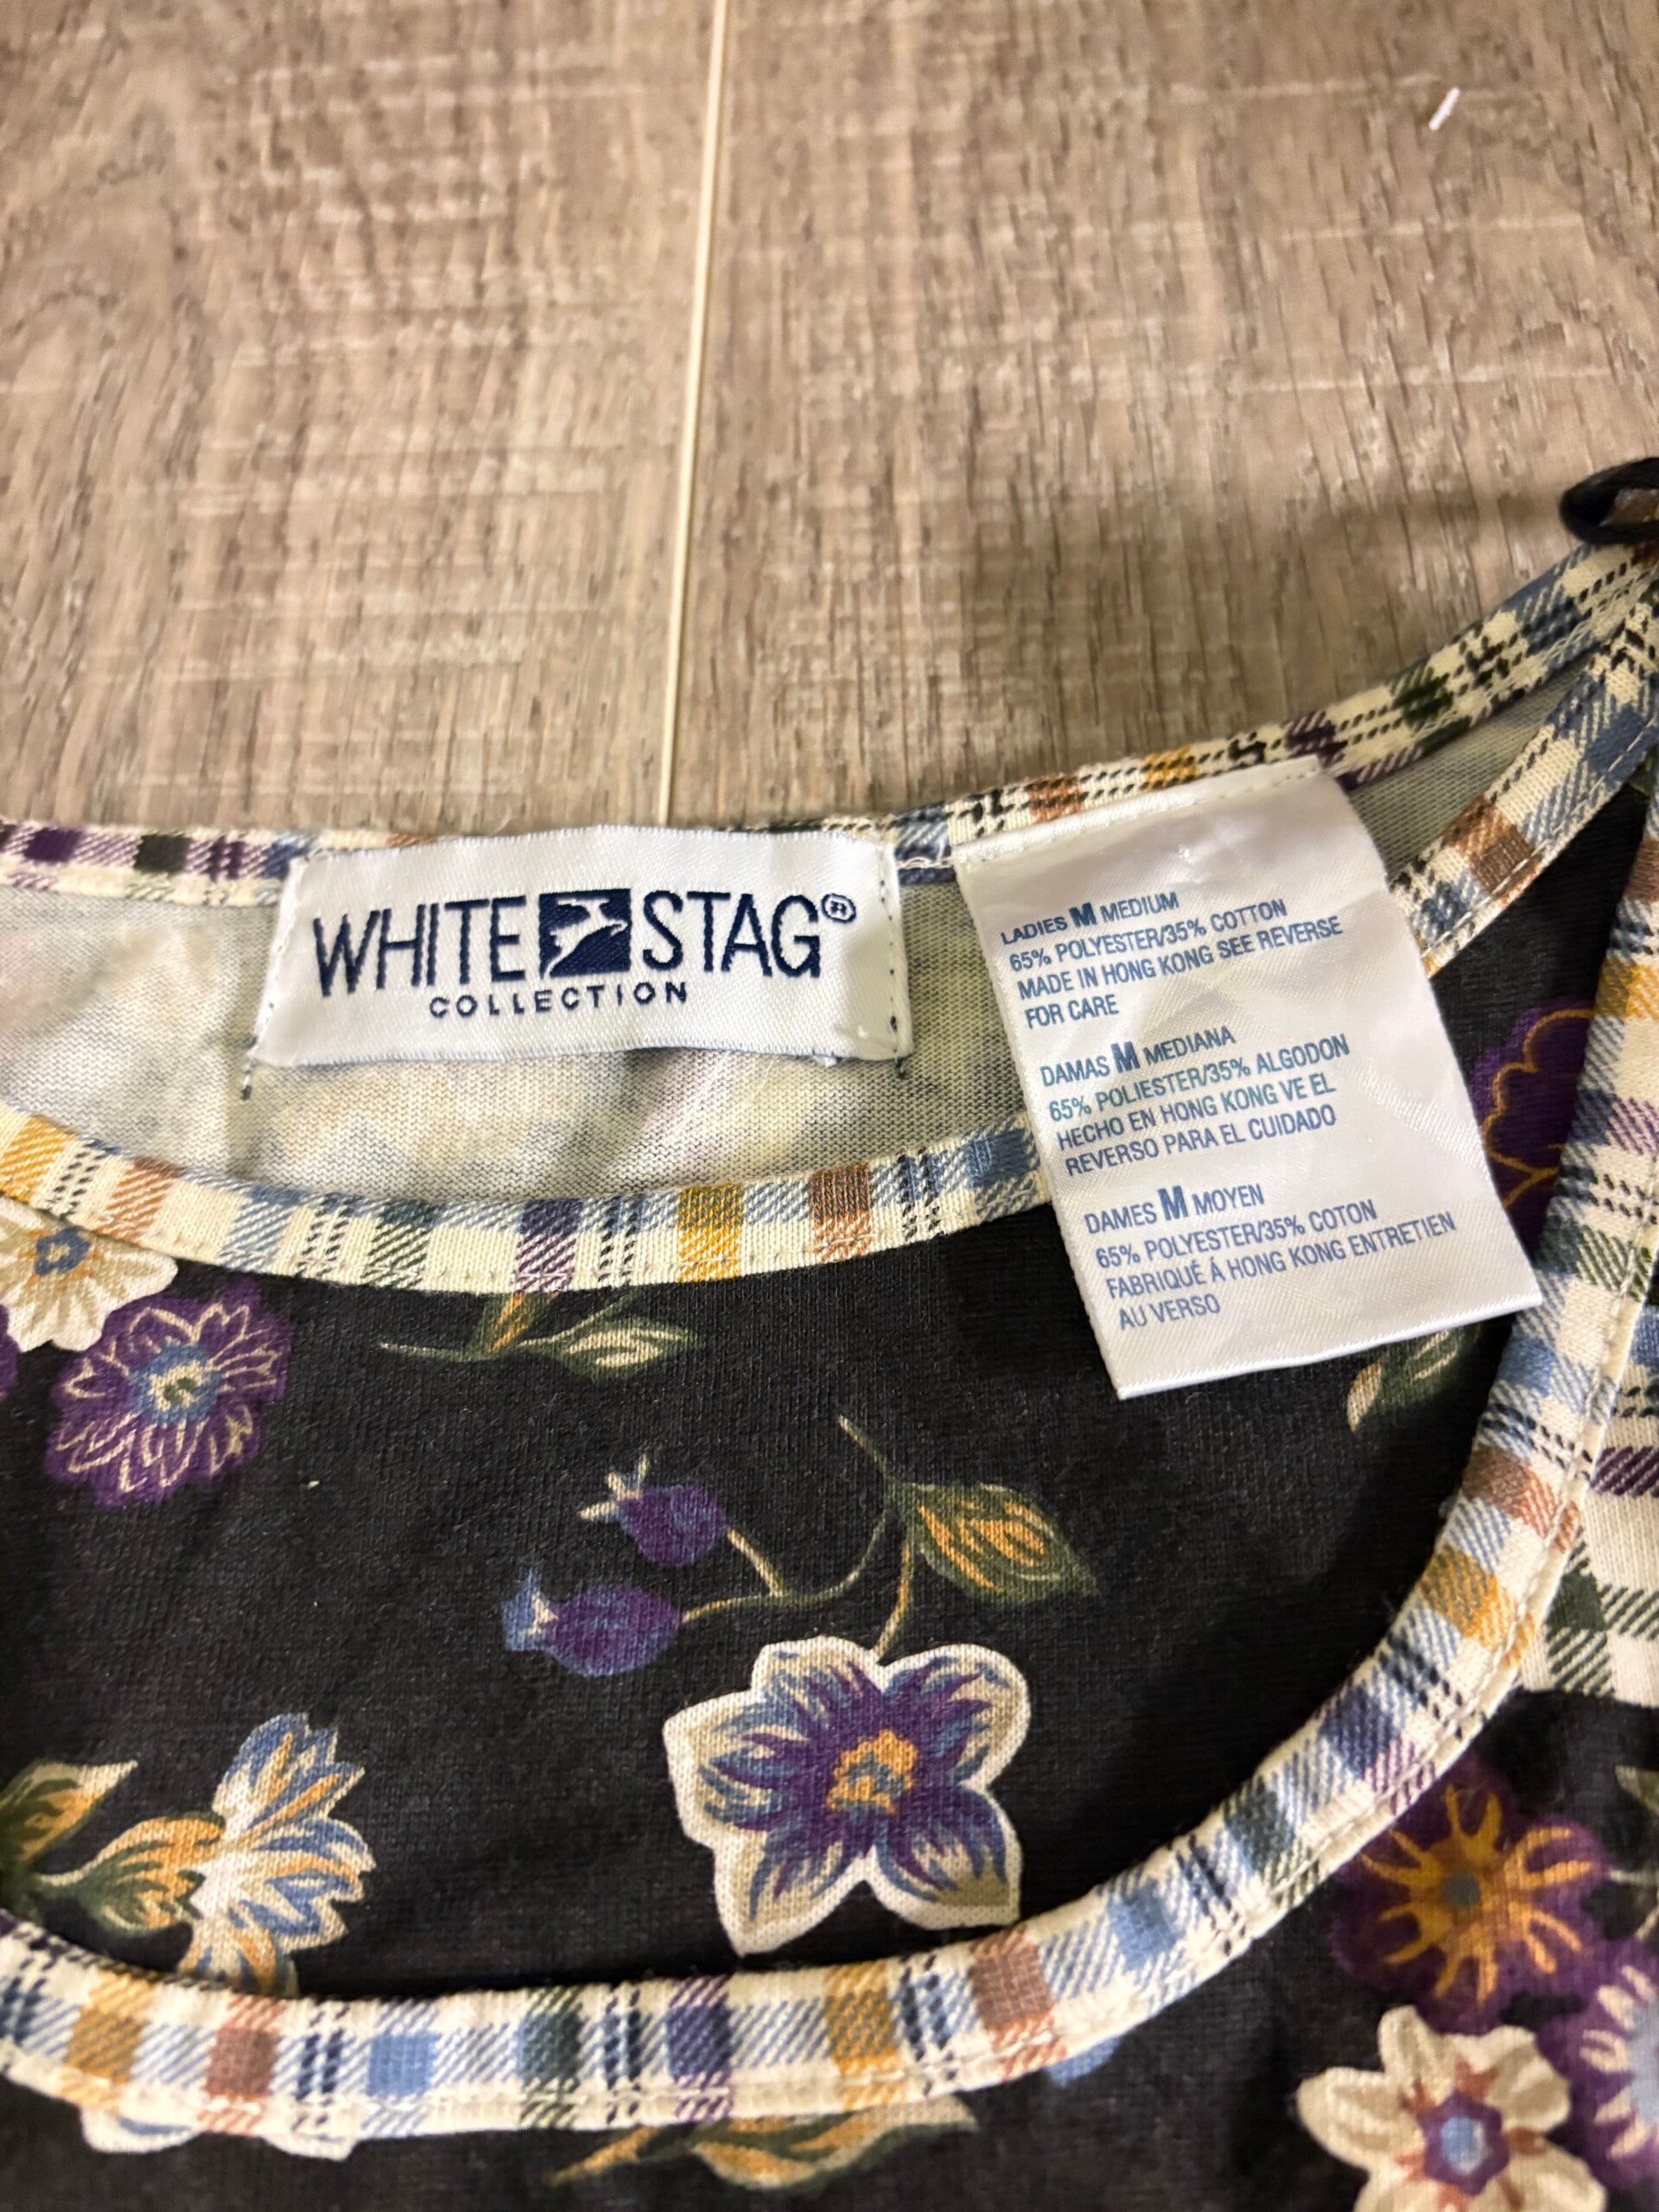 WHITE STAG®
COLLECTION
LADIES M MEDIUM
65% POLYESTER/35% COTTON
MADE IN HONG KONG SEE REVERSE
FOR CARE
DAMAS M MEDIANA
65% POLIESTER/35% ALGODON
HECHO EN HONG KONG VE EL
REVERSO PARA EL CUIDADO
DAMES M MOYEN
65% POLYESTER/35% COTON
FABRIQUÉ Á HONG KONG ENTRETIEN
AU VERSO